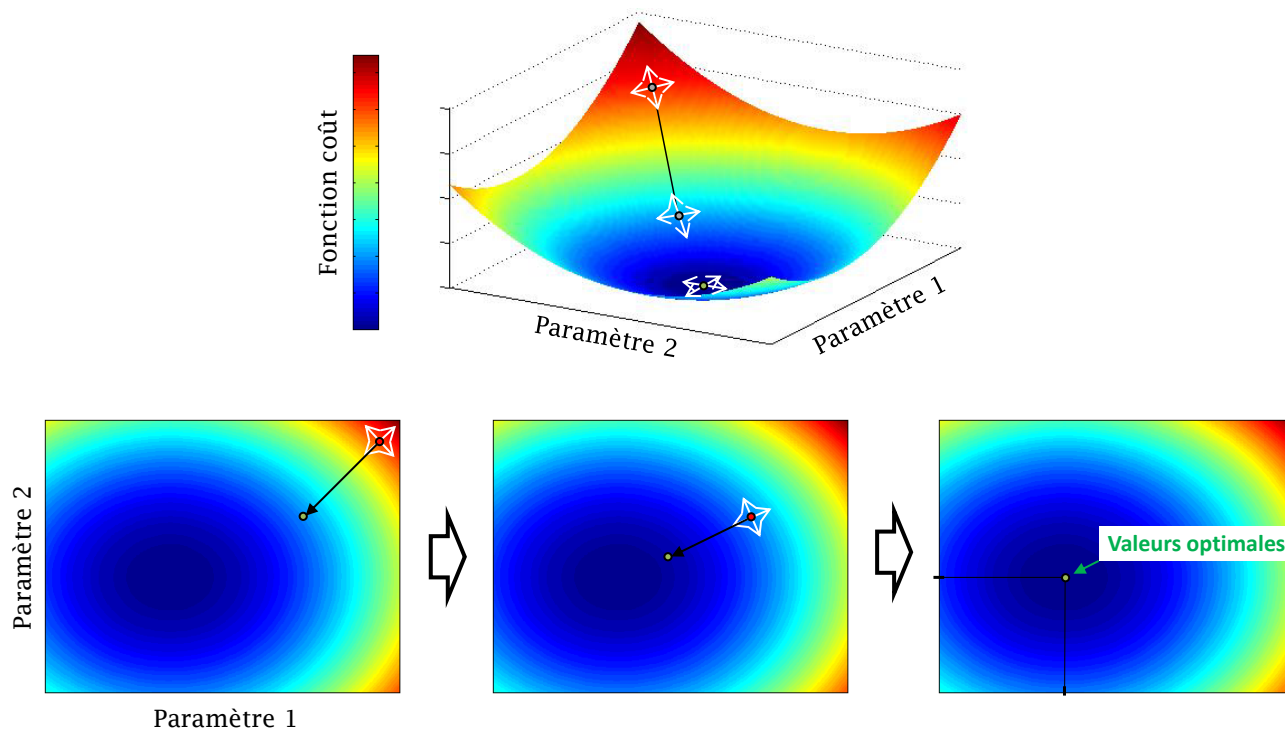 Fonction coût
Paramètre 2
Paramètre 1
Paramètre 2
Valeurs optimales
Paramètre 1